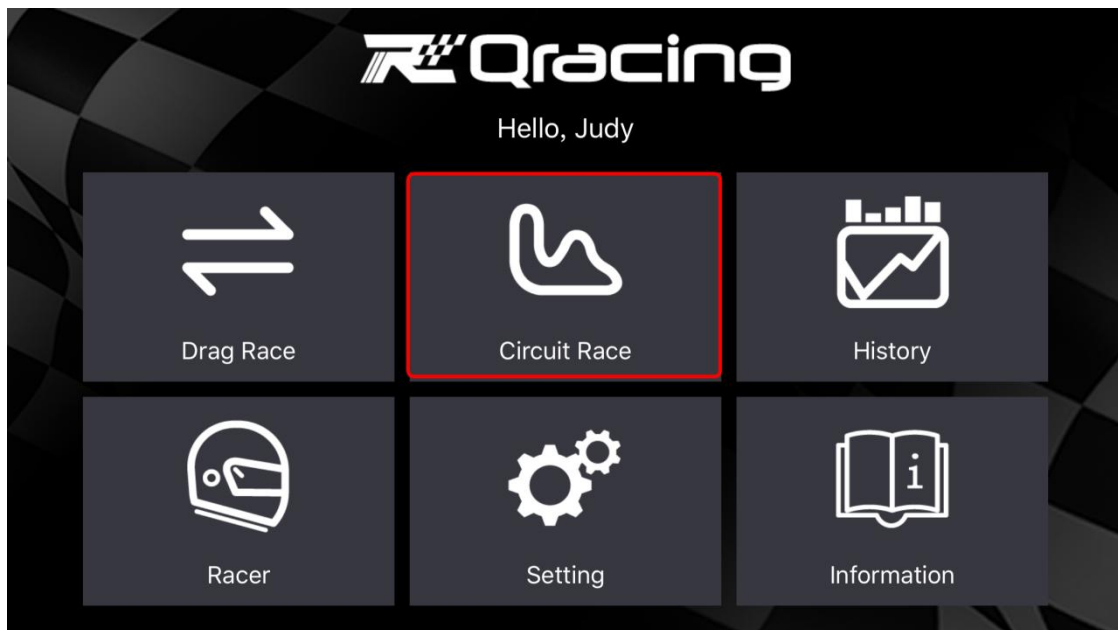 Qracing
Hello, Judy
Drag Race
Circuit Race
History
Racer
Setting
i
Information